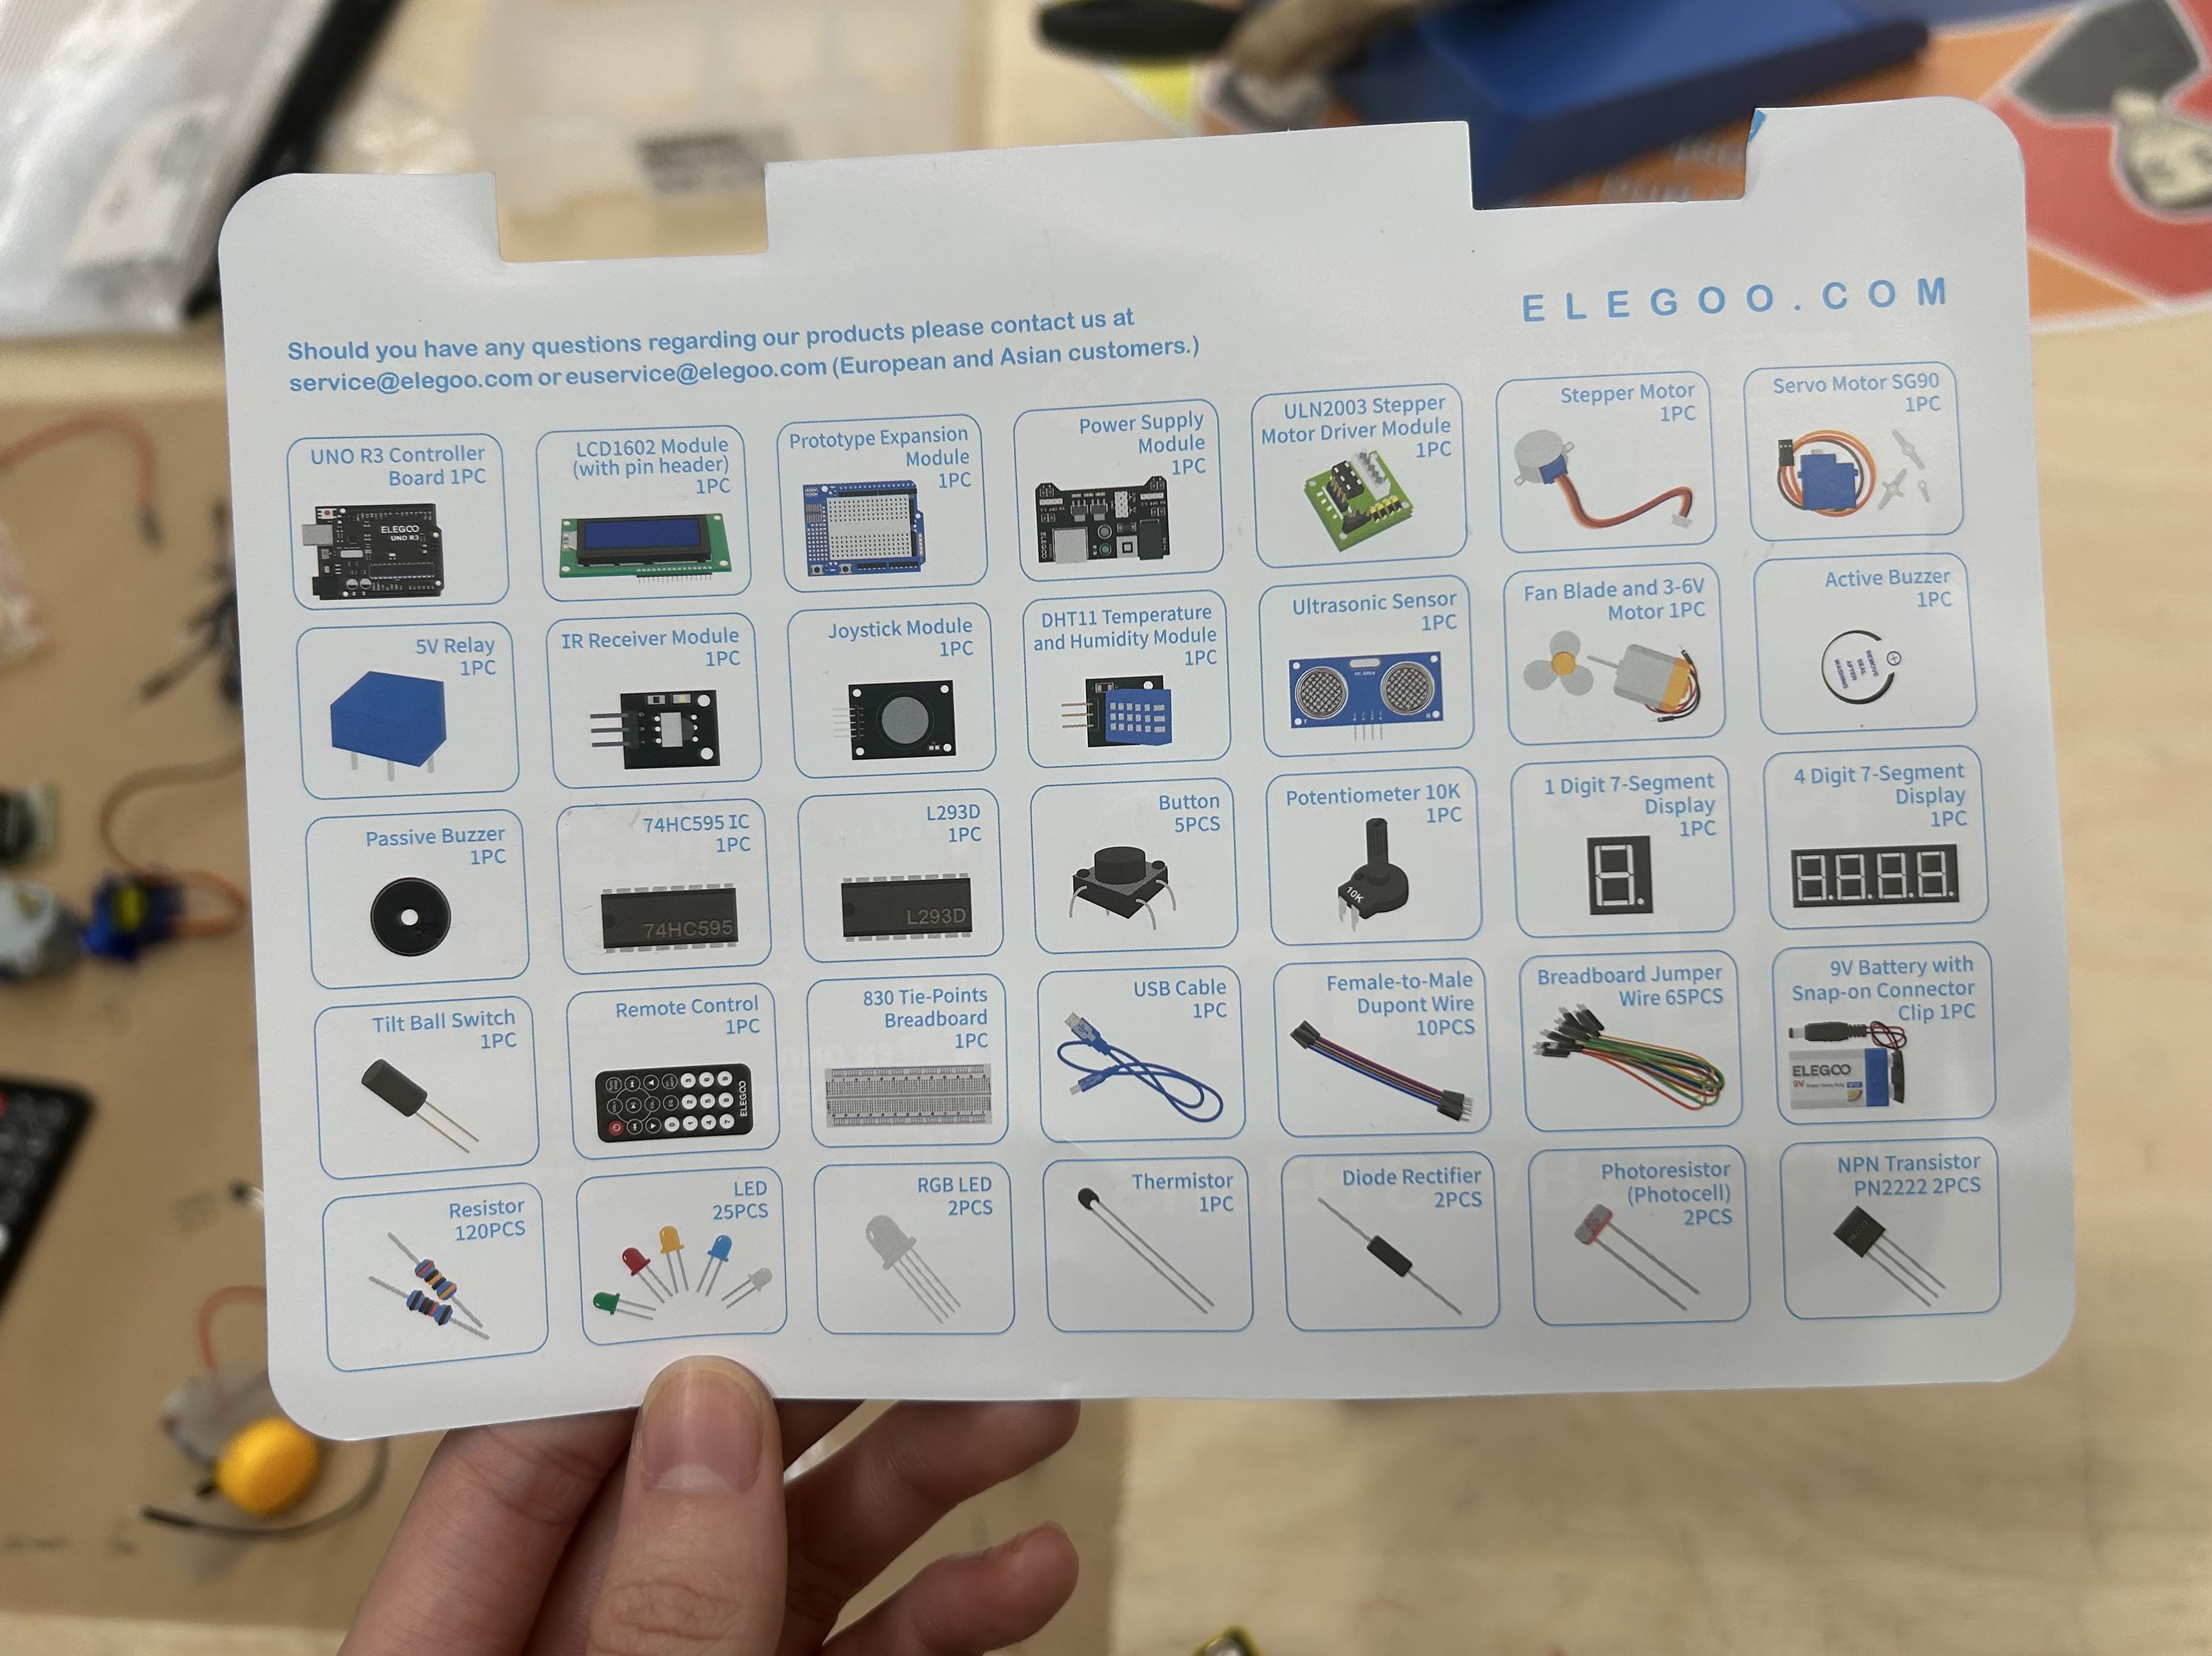 ELEGOO.COM
Should you have any questions regarding our products please contact us at
service@elegoo.com or euservice@elegoo.com (European and Asian customers.)
UNO R3 Controller
Board 1PC
ELEGOO
UNO R3
LCD1602 Module
(with pin header)
1PC
Prototype Expansion
Module
1PC
Power Supply
Module
1PC
ELEGOO
ULN2003 Stepper
Motor Driver Module
1PC
Stepper Motor
1PC
Servo Motor SG90
1PC
5V Relay
1PC
IR Receiver Module
1PC
Joystick Module
1PC
DHT11 Temperature
and Humidity Module
1PC
Ultrasonic Sensor
1PC
Fan Blade and 3-6V
Motor 1PC
Active Buzzer
1PC
REMOVE
SEAL
AFTER
WASHING
Passive Buzzer
1PC
74HC595 IC
1PC
74HC595
L293D
1PC
L293D
Button
5PCS
Potentiometer 10K
1PC
10K
1 Digit 7-Segment
Display
1PC
4 Digit 7-Segment
Display
1PC
Tilt Ball Switch
1PC
Remote Control
1PC
ELEGOO
830 Tie-Points
Breadboard
1PC
USB Cable
1PC
Female-to-Male
Dupont Wire
10PCS
Breadboard Jumper
Wire 65PCS
9V Battery with
Snap-on Connector
Clip 1PC
ELEGOO
9V
Resistor
120PCS
LED
25PCS
RGB LED
2PCS
Thermistor
1PC
Diode Rectifier
2PCS
Photoresistor
(Photocell)
2PCS
NPN Transistor
PN2222 2PCS